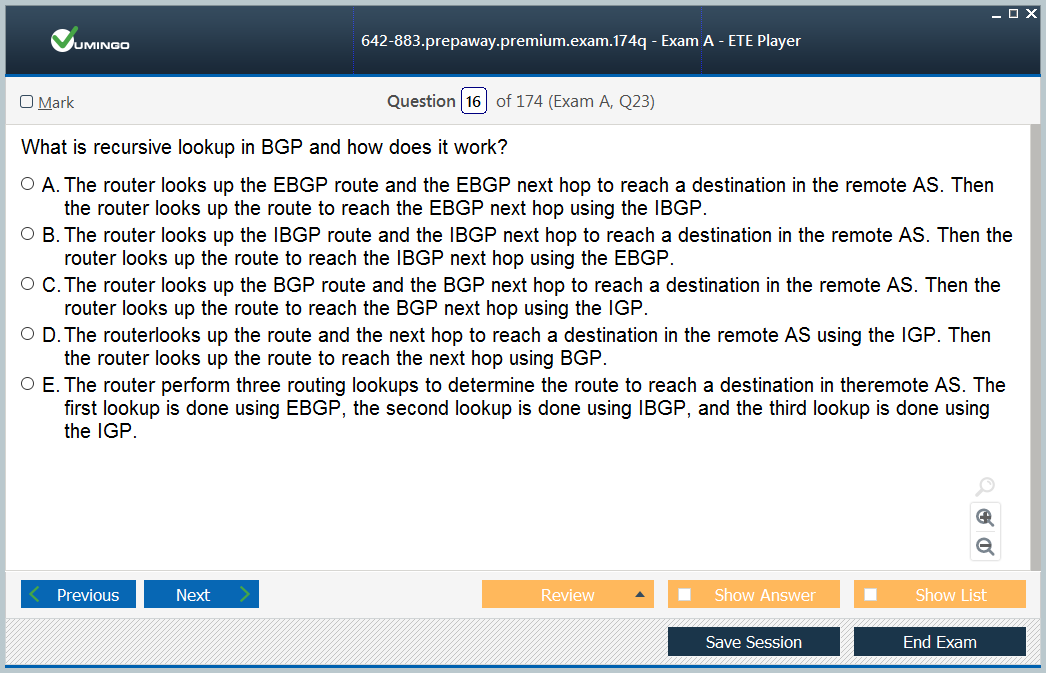 VUMINGO
642-883.prepaway.premium.exam.174q - Exam A - ETE Player
Mark
Question 16 of 174 (Exam A, Q23)
What is recursive lookup in BGP and how does it work?
A. The router looks up the EBGP route and the EBGP next hop to reach a destination in the remote AS. Then
the router looks up the route to reach the EBGP next hop using the IBGP.
B. The router looks up the IBGP route and the IBGP next hop to reach a destination in the remote AS. Then the
router looks up the route to reach the IBGP next hop using the EBGP.
C. The router looks up the BGP route and the BGP next hop to reach a destination in the remote AS. Then the
router looks up the route to reach the BGP next hop using the IGP.
D. The routerlooks up the route and the next hop to reach a destination in the remote AS using the IGP. Then
the router looks up the route to reach the next hop using BGP.
E. The router perform three routing lookups to determine the route to reach a destination in theremote AS. The
first lookup is done using EBGP, the second lookup is done using IBGP, and the third lookup is done using
the IGP.
Previous Next Review Show Answer Show List
Save Session End Exam